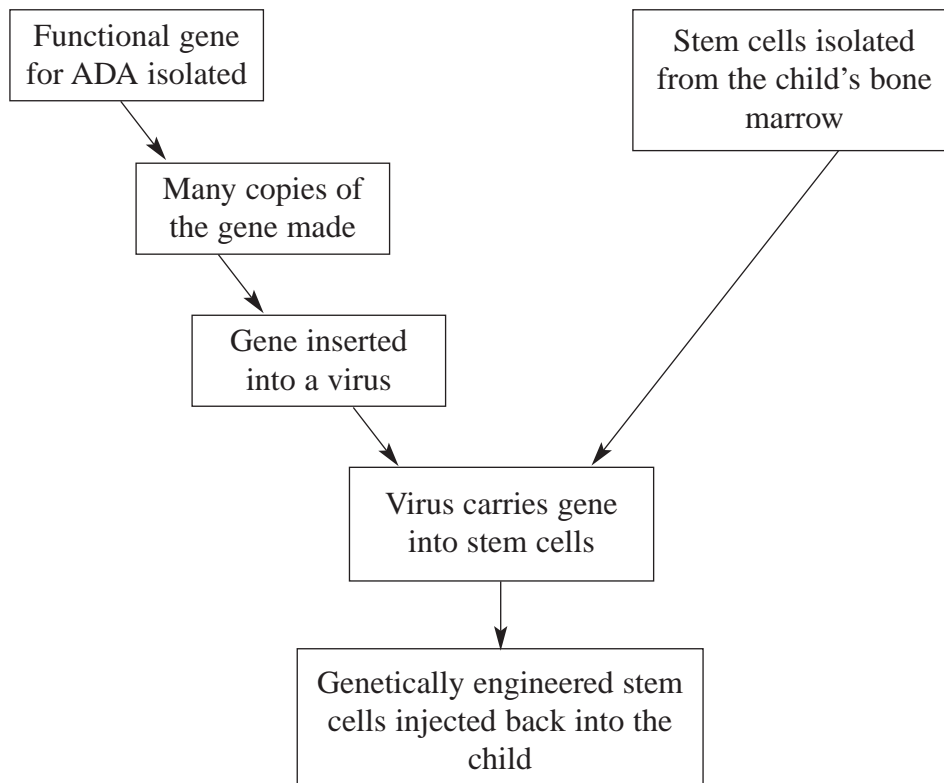 Functional gene
for ADA isolated
Stem cells isolated
from the child’s bone
marrow
Many copies of
the gene made
Gene inserted
into a virus
Virus carries gene
into stem cells
Genetically engineered stem
cells injected back into the
child